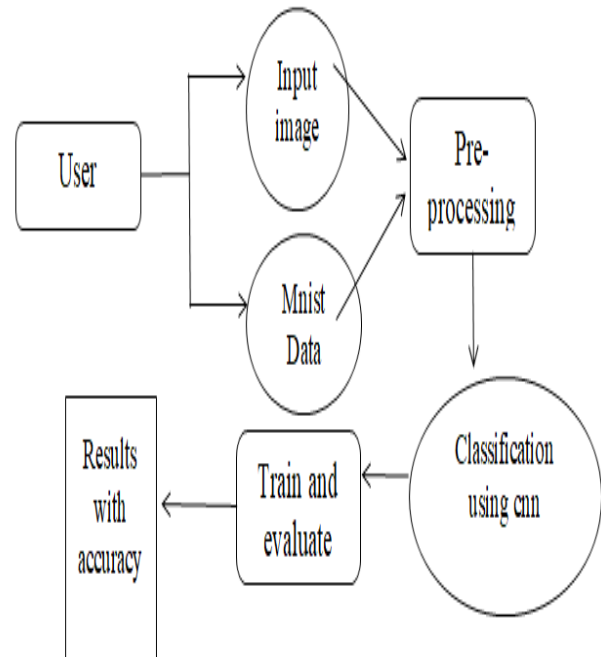 User
Input
image
Mnist
Data
Pre-
processing
Classification
using cnn
Train and
evaluate
Results
with
accuracy